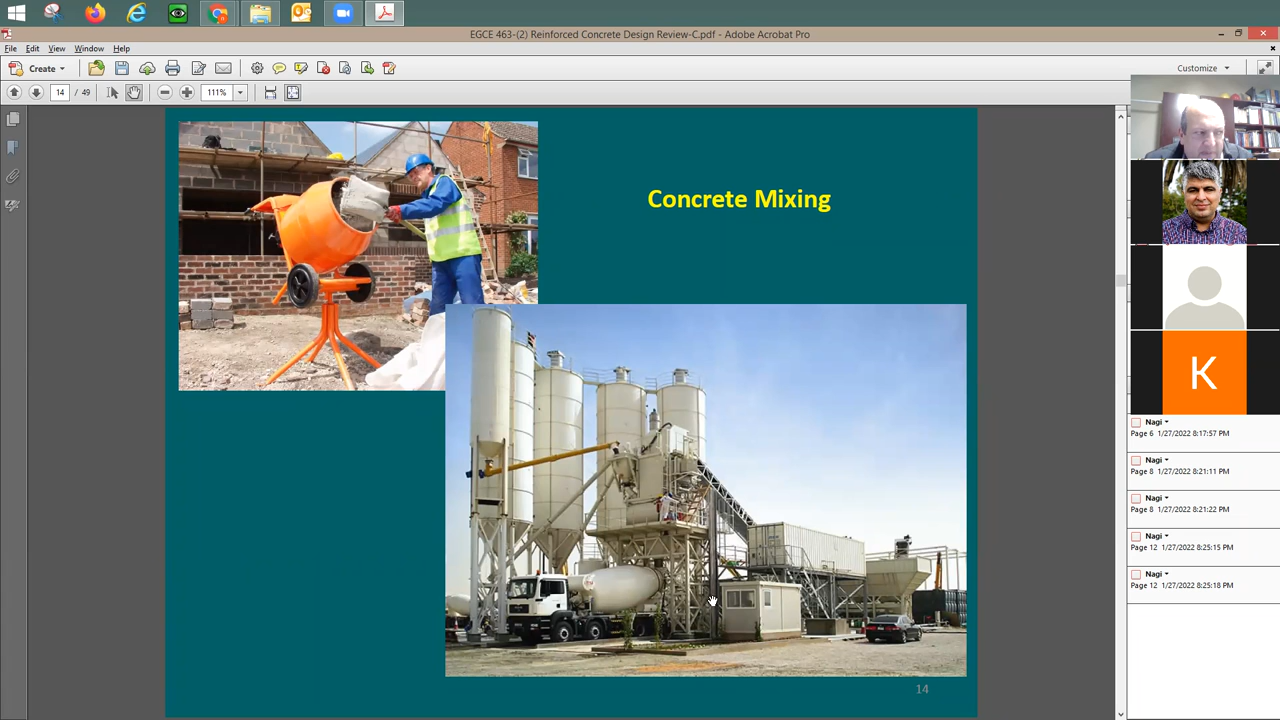 EGCE 463-(2) Reinforced Concrete Design Review-C.pdf - Adobe Acrobat Pro
File Edit View Window Help
Create
Customize
14 / 49
111%
Concrete Mixing
14
K
Nagi
Page 6 1/27/2022 8:17:57 PM
Nagi
Page 8 1/27/2022 8:21:11 PM
Nagi
Page 8 1/27/2022 8:21:22 PM
Nagi
Page 12 1/27/2022 8:25:15 PM
Nagi
Page 12 1/27/2022 8:25:18 PM